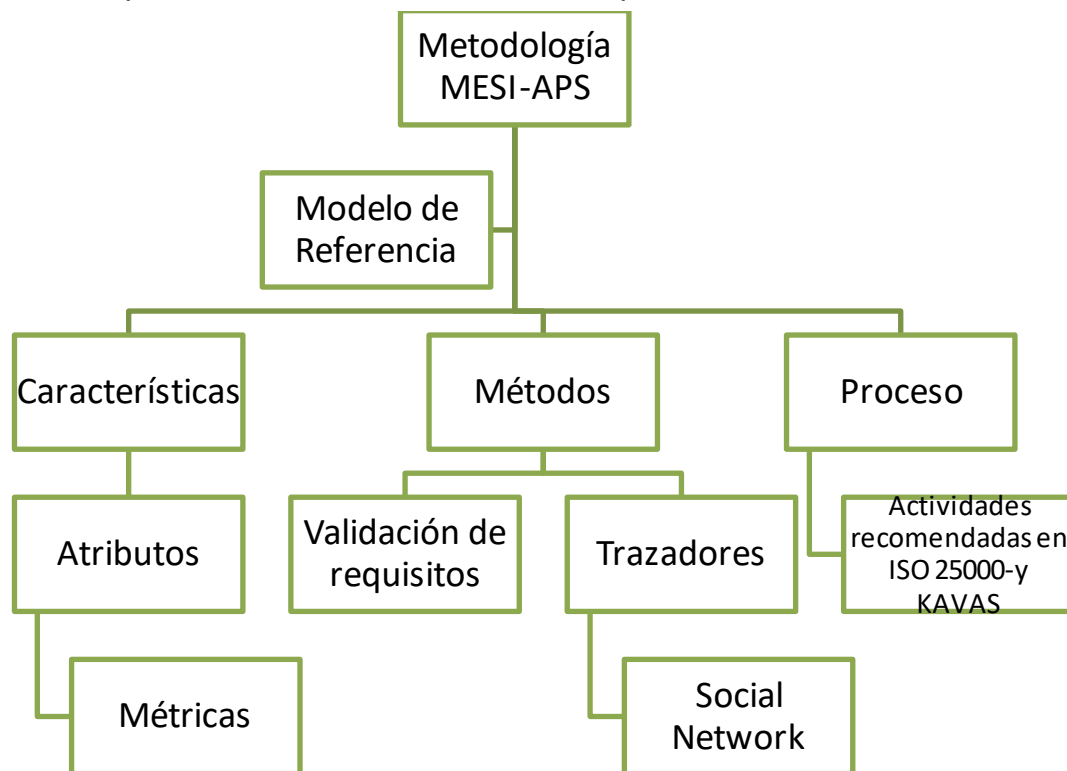 Metodología
MESI-APS
Modelo de
Referencia
Características
Métodos
Proceso
Atributos
Validación de
requisitos
Trazadores
Actividades
recomendadas en
ISO 25000-y
KAVAS
Métricas
Social
Network